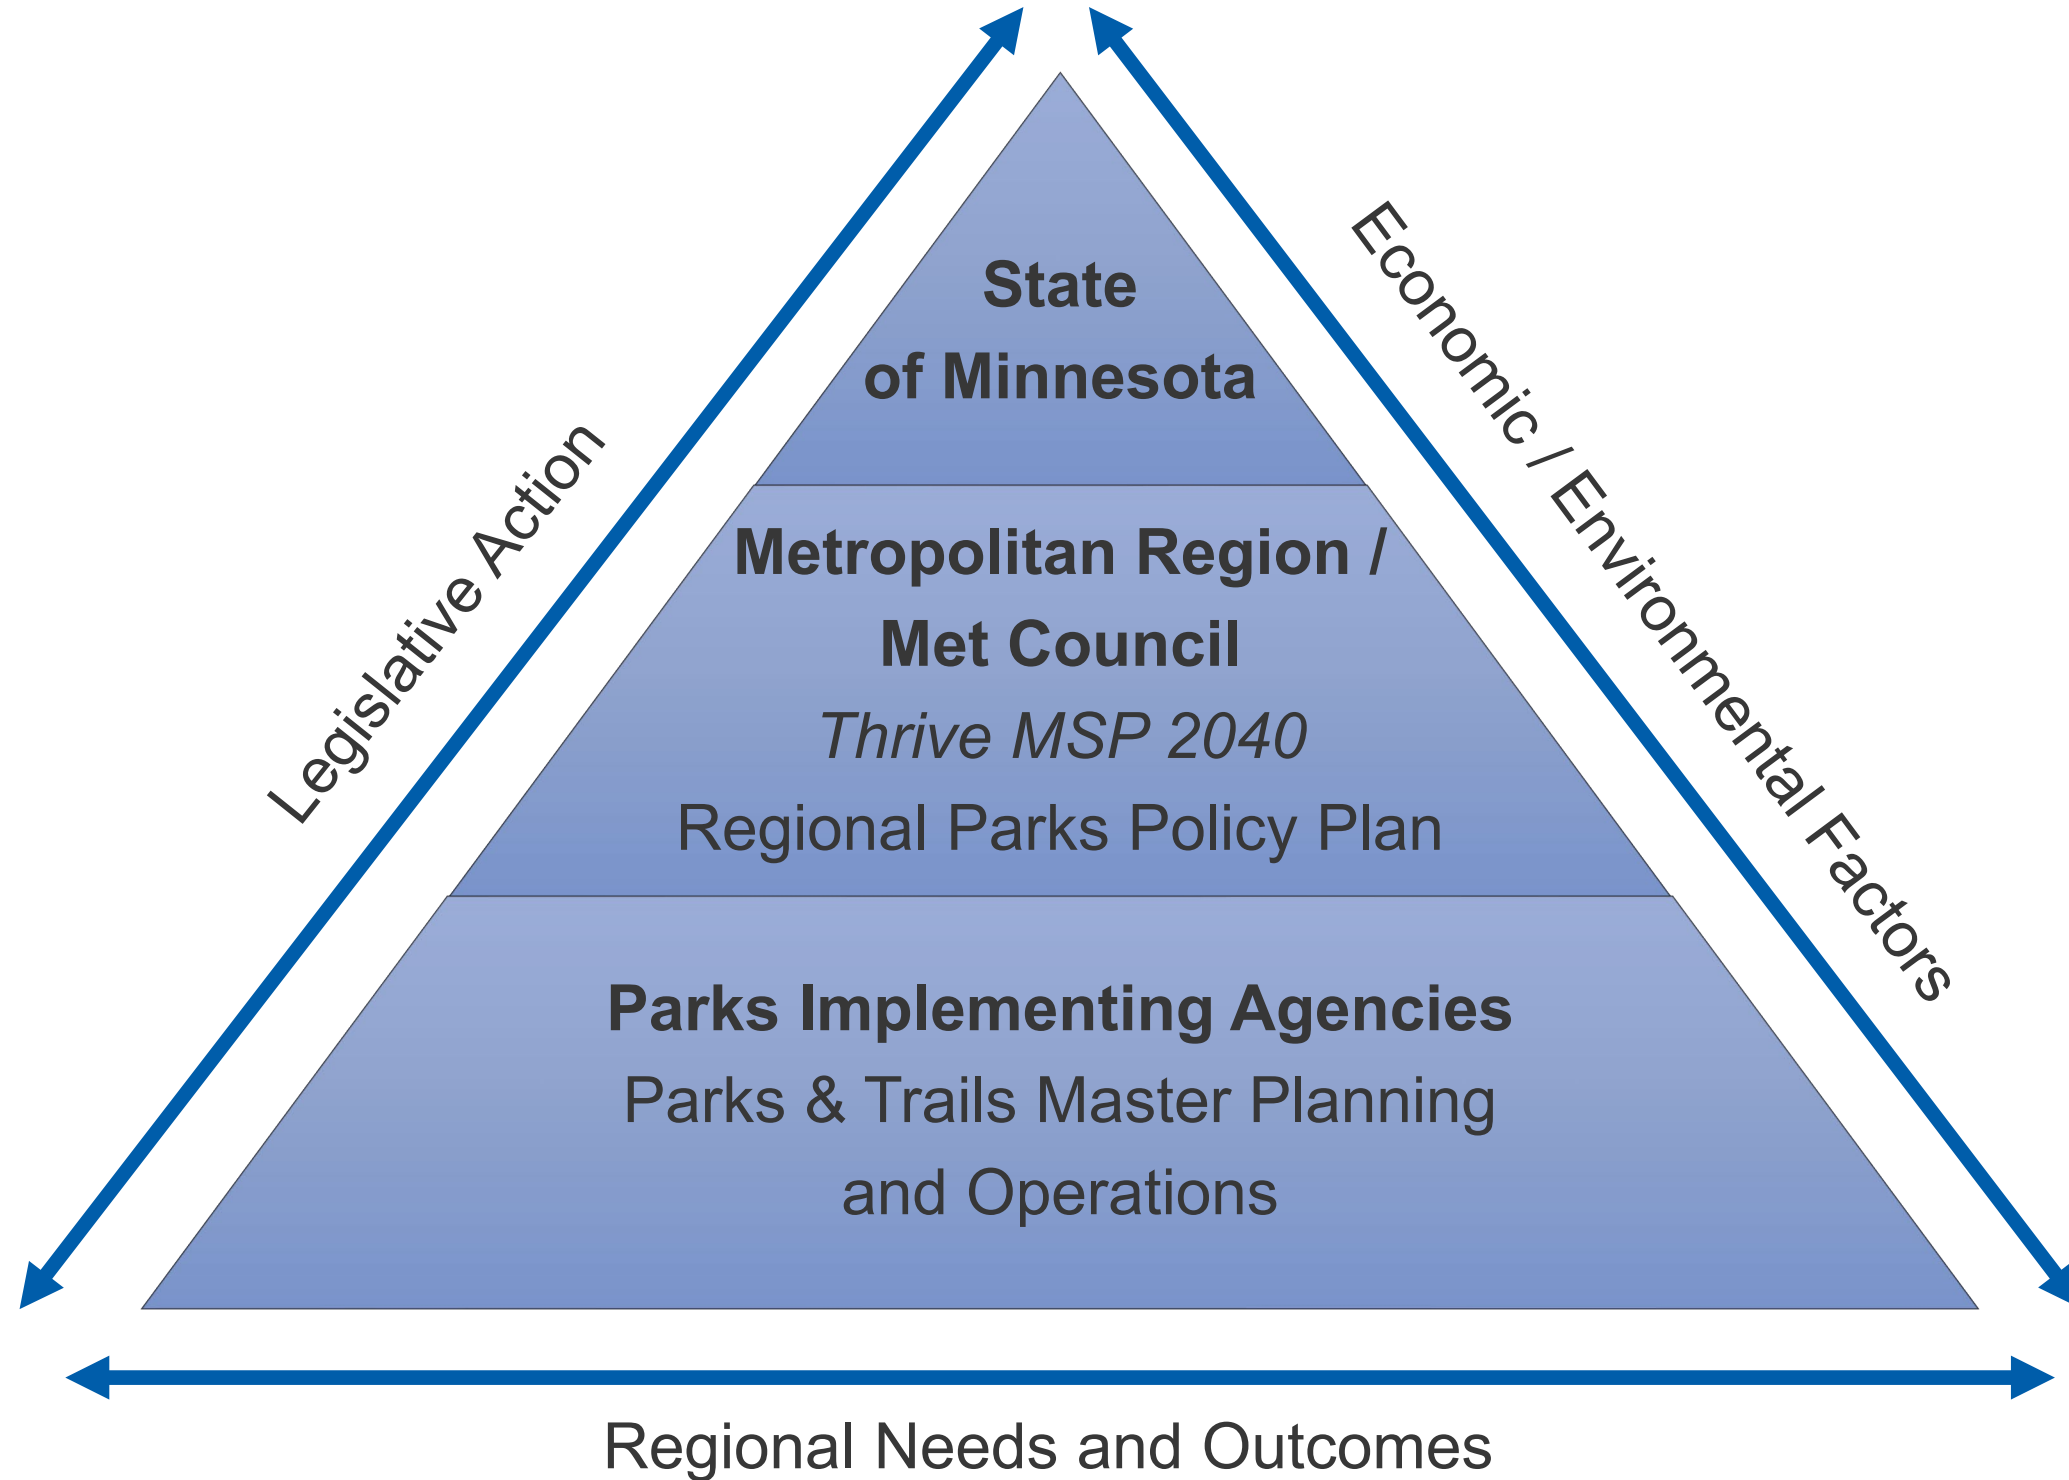 State
of Minnesota
Metropolitan Region /
Met Council
Thrive MSP 2040
Regional Parks Policy Plan
Parks Implementing Agencies
Parks & Trails Master Planning
and Operations
Legislative Action
Economic / Environmental Factors
Regional Needs and Outcomes